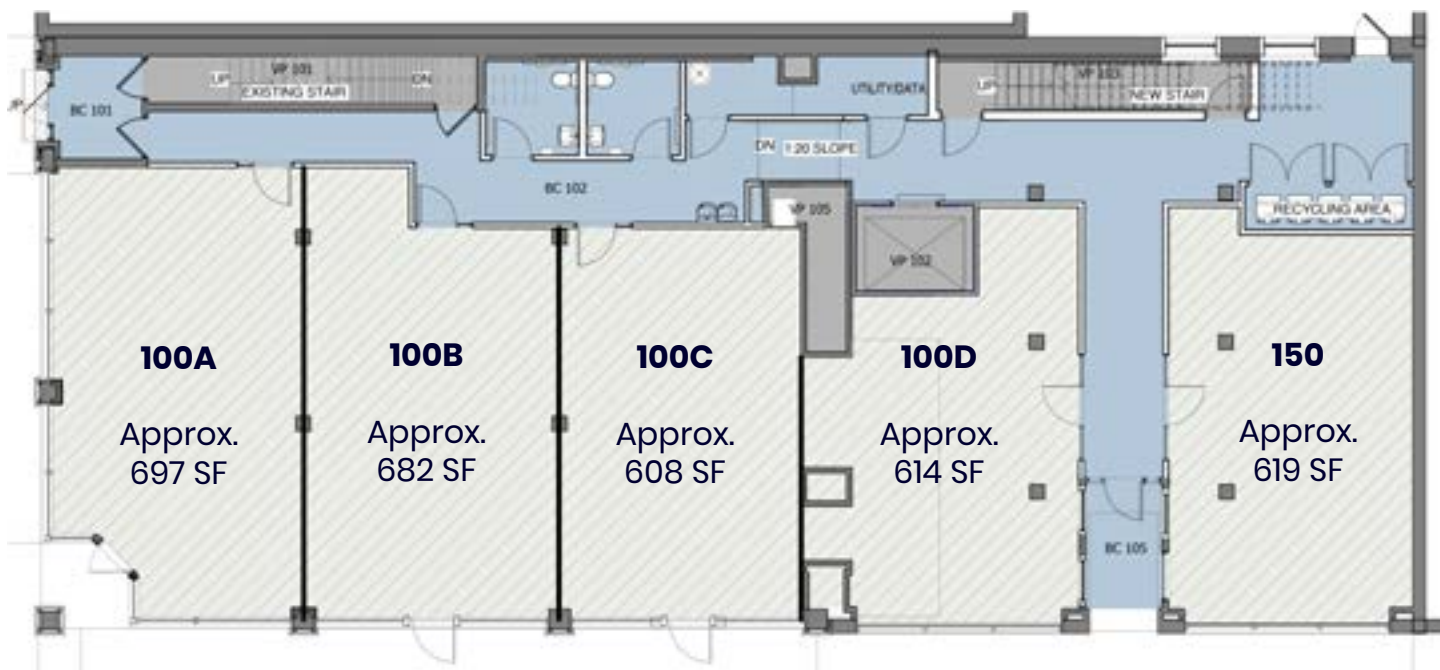 VP 101
UP
DN
EXISTING STAIR
BC 101
UTILITY/DATA
UP
VP 103
NEW STAIR
DN
1:20 SLOPE
BC 102
VP 105
RECYCLING AREA
VP 102
100A
Approx.
697 SF
100B
Approx.
682 SF
100C
Approx.
608 SF
100D
Approx.
614 SF
150
Approx.
619 SF
BC 105